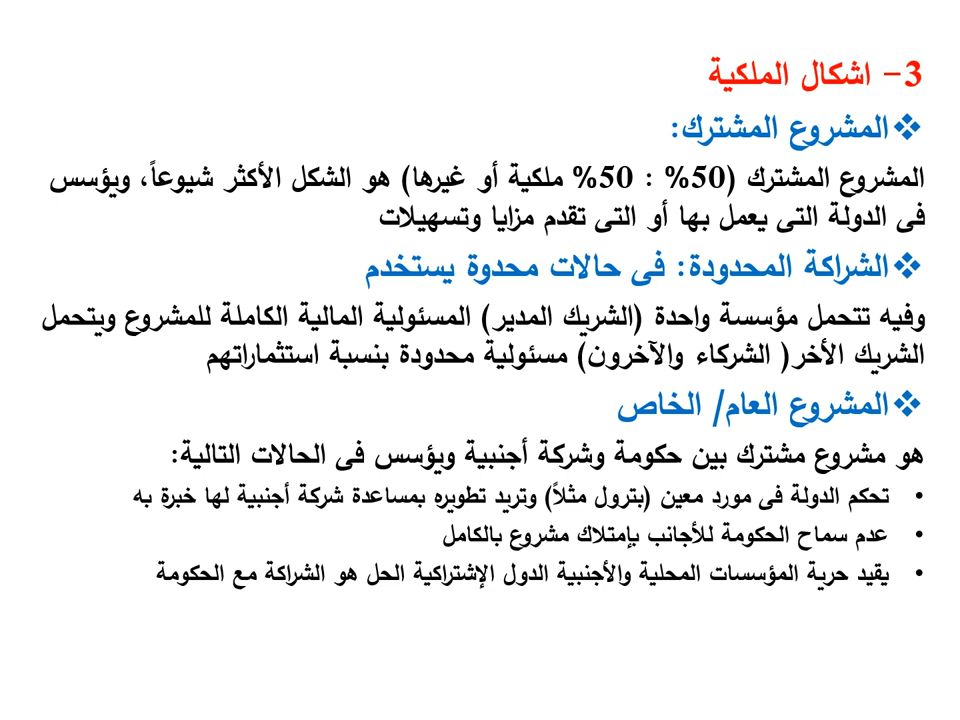 3- اشكال الملكية
❖المشروع المشترك:
المشروع المشترك (50% : 50% ملكية أو غيرها) هو الشكل الأكثر شيوعاً، ويؤسس
فى الدولة التى يعمل بها أو التى تقدم مزايا وتسهيلات
❖الشراكة المحدودة: فى حالات محدوة يستخدم
وفيه تتحمل مؤسسة واحدة (الشريك المدير) المسئولية المالية الكاملة للمشروع ويتحمل
الشريك الأخر( الشركاء والآخرون) مسئولية محدودة بنسبة استثماراتهم
❖المشروع العام/ الخاص
هو مشروع مشترك بين حكومة وشركة أجنبية ويؤسس فى الحالات التالية:
• تحكم الدولة فى مورد معين (بترول مثلاً) وتريد تطويره بمساعدة شركة أجنبية لها خبرة به
• عدم سماح الحكومة للأجانب بإمتلاك مشروع بالكامل
• يقيد حرية المؤسسات المحلية والأجنبية الدول الإشتراكية الحل هو الشراكة مع الحكومة